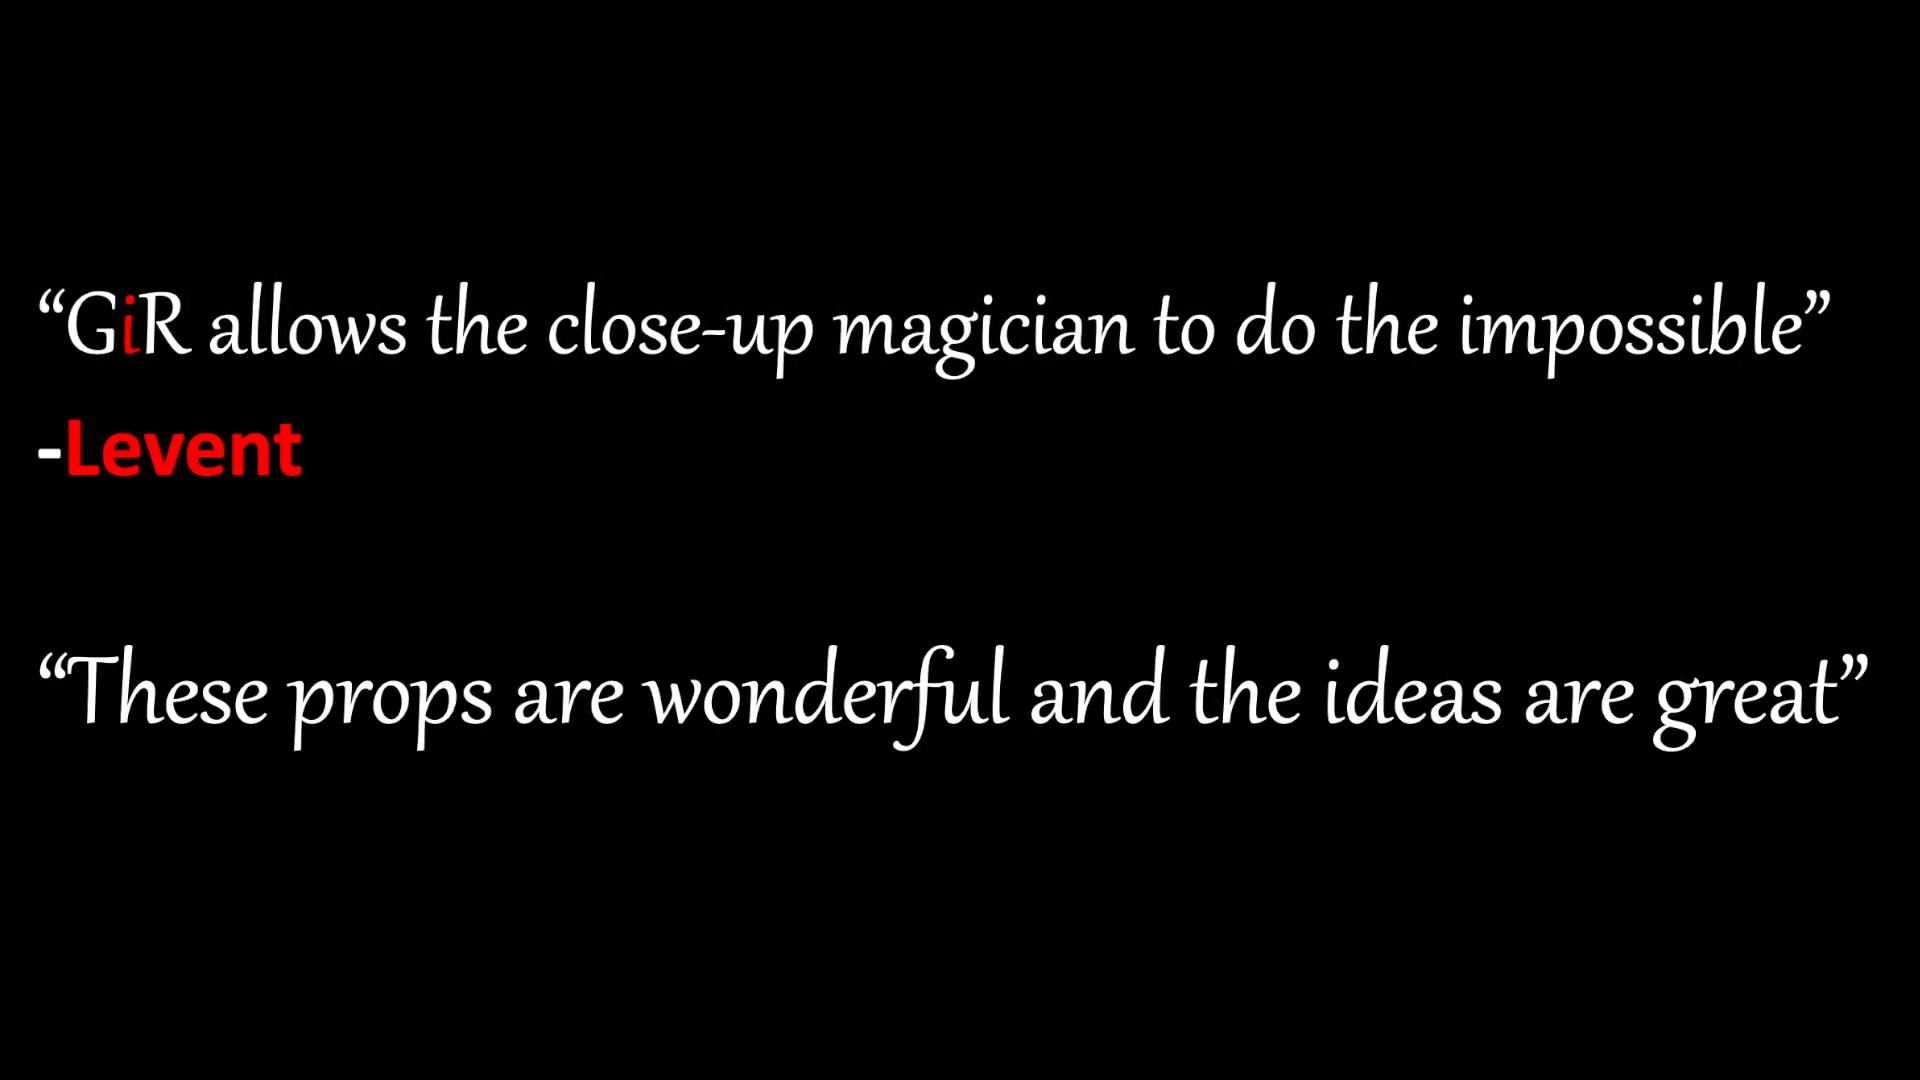 “GiR allows the close-up magician to do the impossible”
-Levent
“These props are wonderful and the ideas are great”